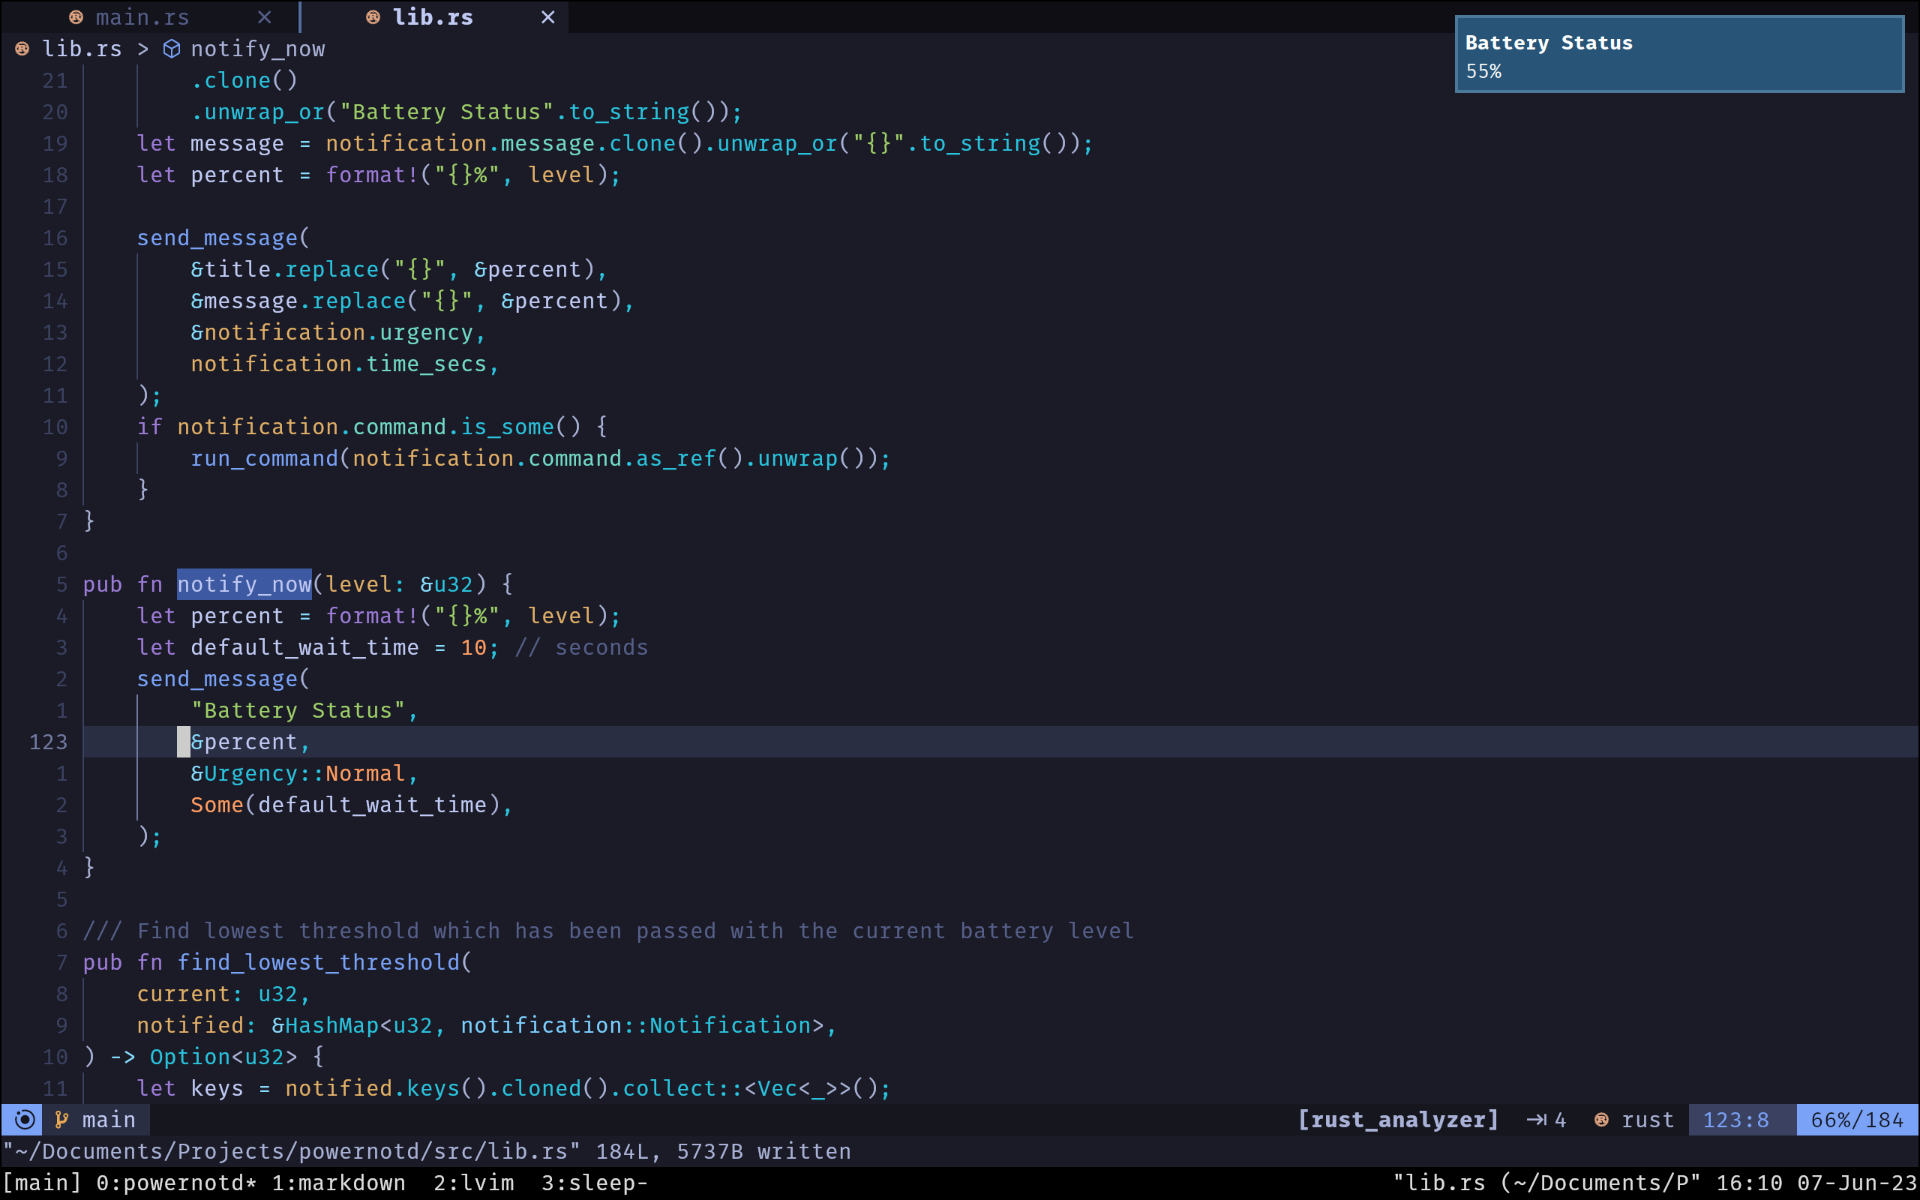 main.rs ✕ lib.rs ✕
lib.rs > notify_now
Battery Status
55%
21 .clone()
20 .unwrap_or("Battery Status".to_string());
19 let message = notification.message.clone().unwrap_or("{}".to_string());
18 let percent = format!("{}%", level);
17
16 send_message(
15 &title.replace("{}", &percent),
14 &message.replace("{}", &percent),
13 &notification.urgency,
12 notification.time_secs,
11 );
10 if notification.command.is_some() {
9 run_command(notification.command.as_ref().unwrap());
8 }
7 }
6
5 pub fn notify_now(level: &u32) {
4 let percent = format!("{}%", level);
3 let default_wait_time = 10; // seconds
2 send_message(
1 "Battery Status",
123 &percent,
1 &Urgency::Normal,
2 Some(default_wait_time),
3 );
4 }
5
6 /// Find lowest threshold which has been passed with the current battery level
7 pub fn find_lowest_threshold(
8 current: u32,
9 notified: &HashMap<u32, notification::Notification>,
10 ) -> Option<u32> {
11 let keys = notified.keys().cloned().collect::<Vec<_>>();
main [rust_analyzer] 4 rust 123:8 66%/184
"~/Documents/Projects/powernotd/src/lib.rs" 184L, 5737B written
[main] 0:powernotd* 1:markdown 2:lvim 3:sleep- "lib.rs (~/Documents/P" 16:10 07-Jun-23